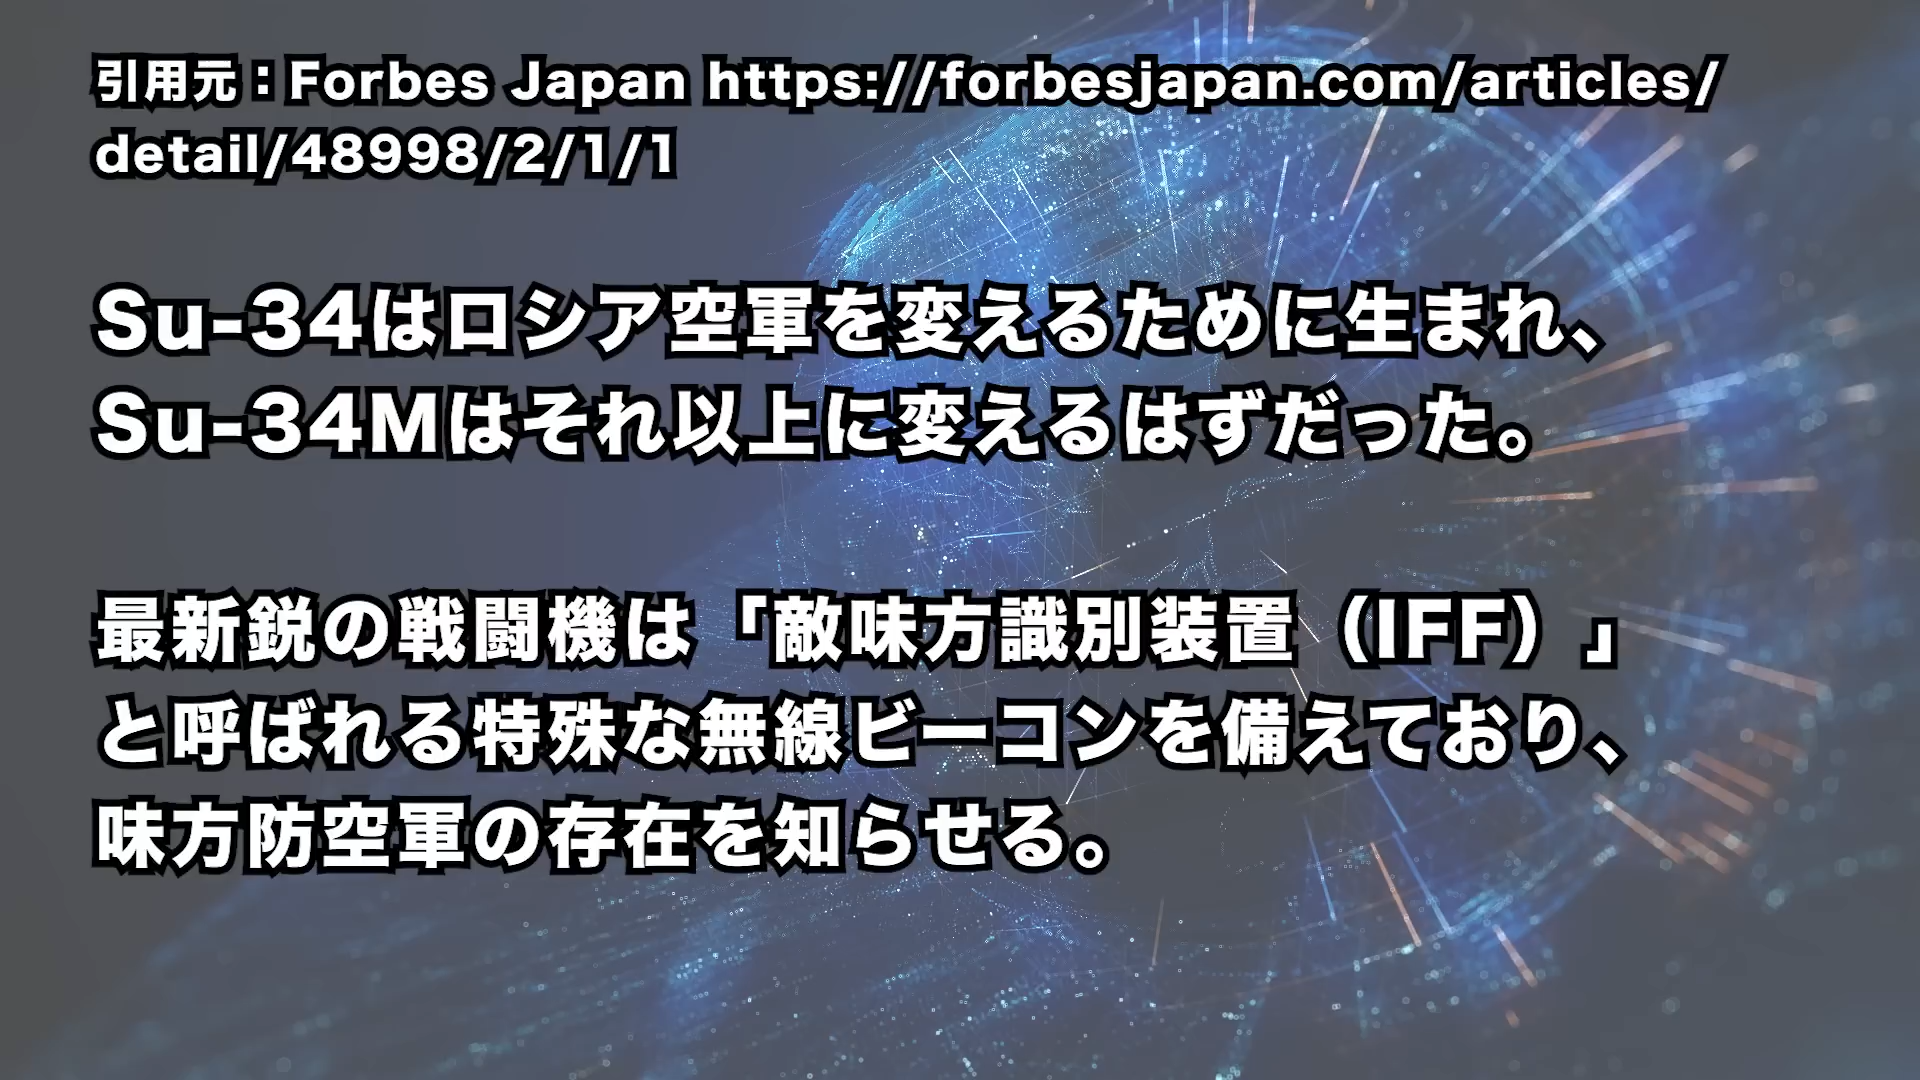 引用元：Forbes Japan https://forbesjapan.com/articles/
detail/48998/2/1/1
Su-34はロシア空軍を変えるために生まれ、
Su-34Mはそれ以上に変えるはずだった。
最新鋭の戦闘機は「敵味方識別装置（IFF）」
と呼ばれる特殊な無線ビーコンを備えており、
味方防空軍の存在を知らせる。